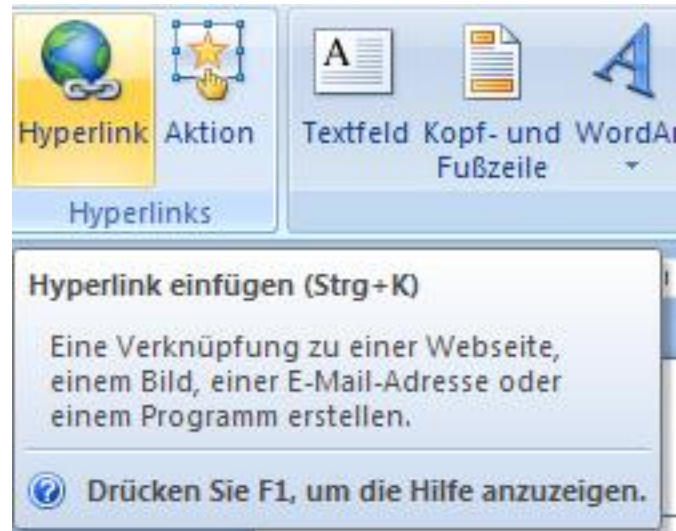 Hyperlink Aktion
Textfeld Kopf- und
Fußzeile
Hyperlinks
Hyperlink einfügen (Strg+K)
Eine Verknüpfung zu einer Webseite,
einem Bild, einer E-Mail-Adresse oder
einem Programm erstellen.
Drücken Sie F1, um die Hilfe anzuzeigen.